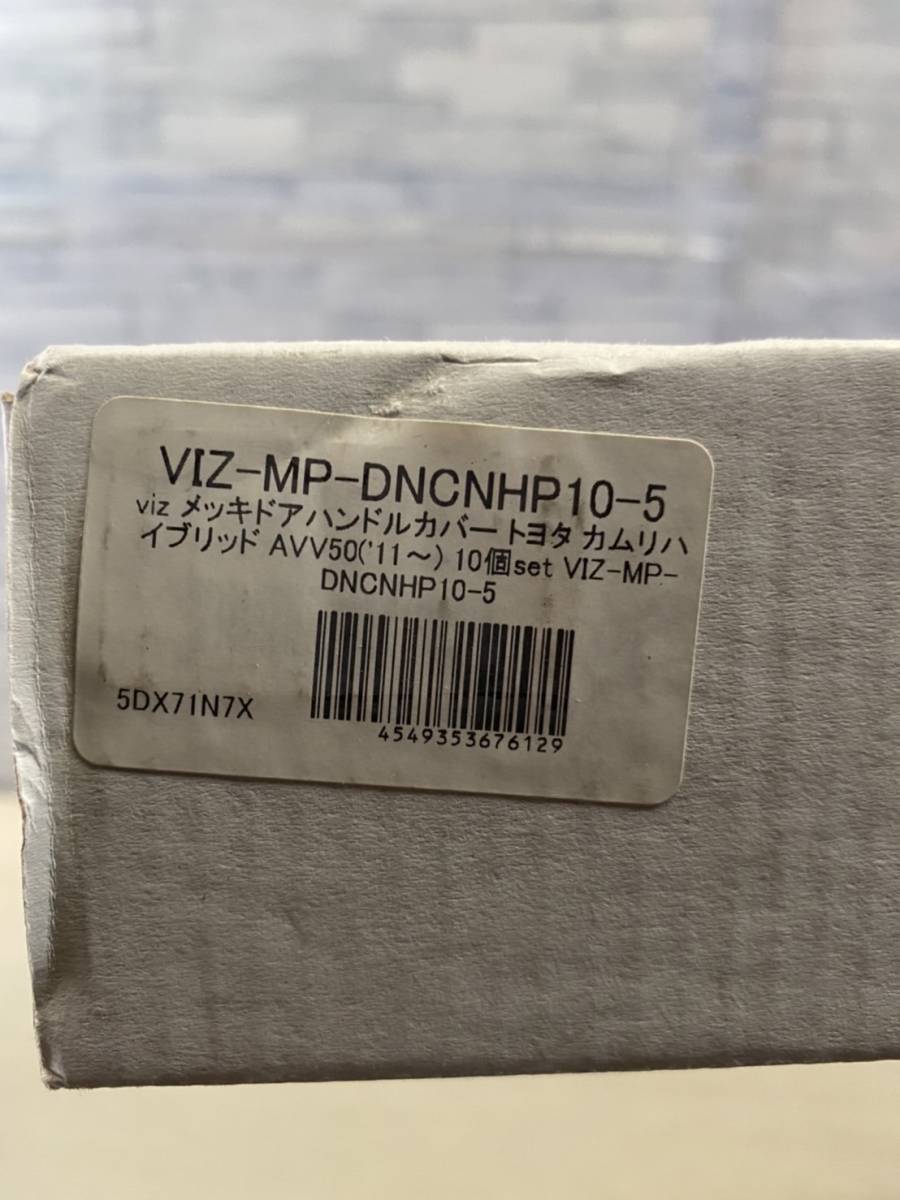 VIZ-MP-DNCNHP10-5
viz メッキドアハンドルカバー トヨタ カムリハ
イブリッド AVV50('11～) 10個set VIZ-MP-
DNCNHP10-5
5DX71N7X
4549353676129